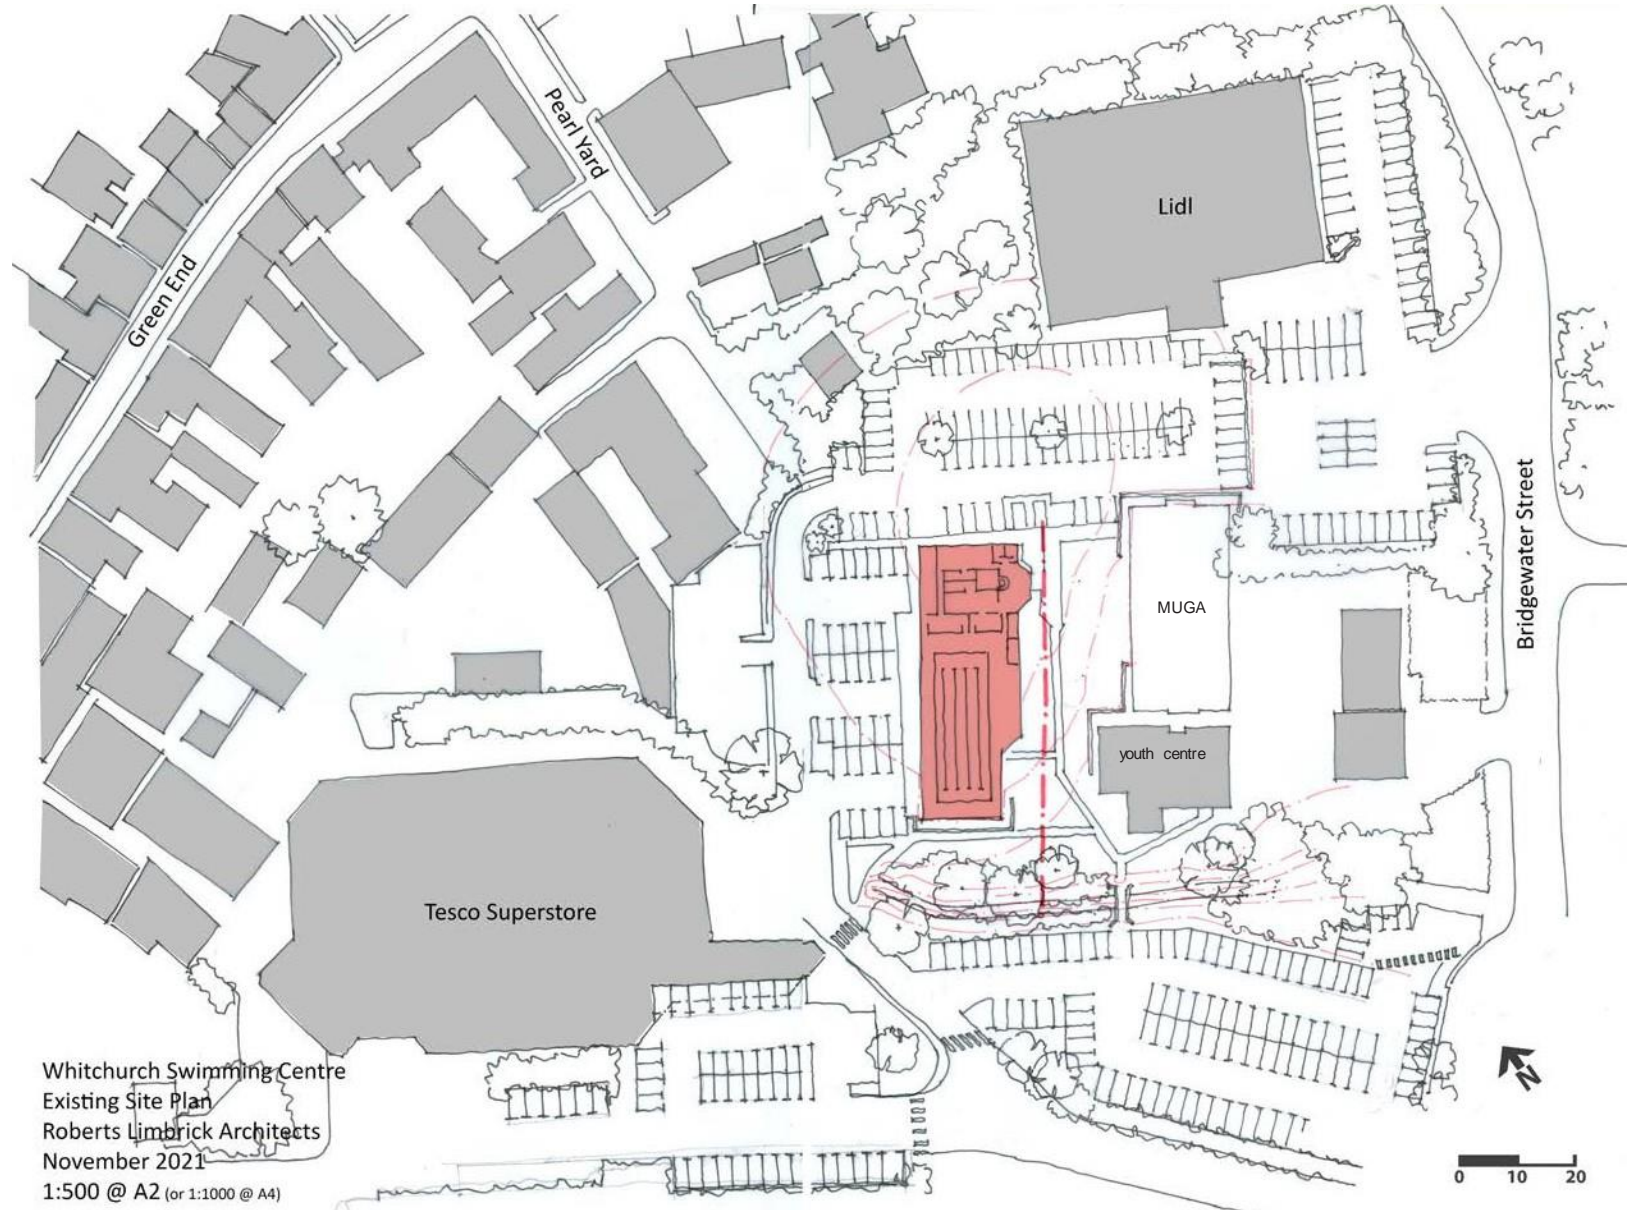 Pearl Yard
Lidl
Green End
Bridgewater Street
MUGA
youth centre
Tesco Superstore
N
Whitchurch Swimming Centre
Existing Site Plan
Roberts Limbrick Architects
November 2021
1:500 @ A2 (or 1:1000 @ A4)
0 10 20